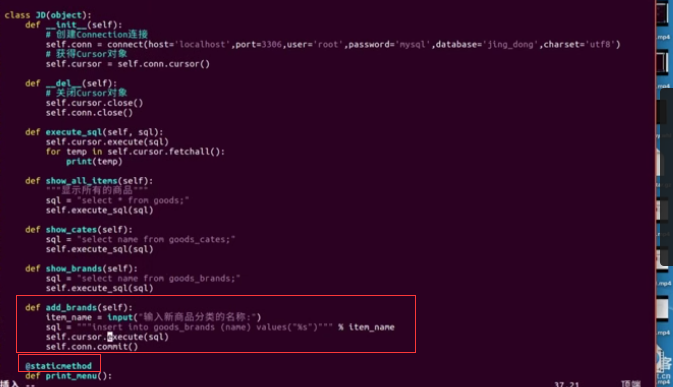 class JD(object):
    def __init__(self):
        # 创建Connection连接
        self.conn = connect(host='localhost',port=3306,user='root',password='mysql',database='jing_dong',charset='utf8')
        # 获得Cursor对象
        self.cursor = self.conn.cursor()

    def __del__(self):
        # 关闭Cursor对象
        self.cursor.close()
        self.conn.close()

    def execute_sql(self, sql):
        self.cursor.execute(sql)
        for temp in self.cursor.fetchall():
            print(temp)

    def show_all_items(self):
        """显示所有的商品"""
        sql = "select * from goods;"
        self.execute_sql(sql)

    def show_cates(self):
        sql = "select name from goods_cates;"
        self.execute_sql(sql)

    def show_brands(self):
        sql = "select name from goods_brands;"
        self.execute_sql(sql)

    def add_brands(self):
        item_name = input("输入新商品分类的名称:")
        sql = """insert into goods_brands (name) values("%s")""" % item_name
        self.cursor.execute(sql)
        self.conn.commit()

    @staticmethod
    def print_menu():
37,21
顶端
.mp4
.mp4
.mp4
.mp4
.mp4
.mp4